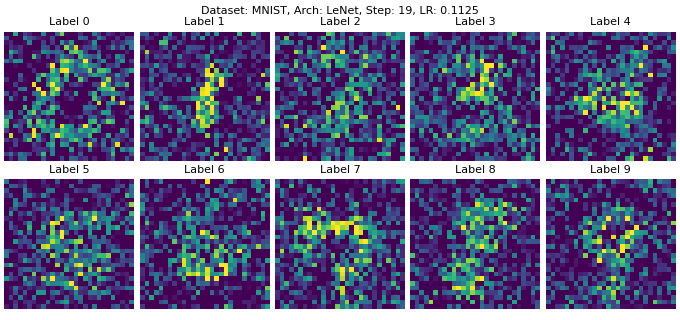 Dataset: MNIST, Arch: LeNet, Step: 19, LR: 0.1125
Label 0 Label 1 Label 2 Label 3 Label 4
Label 5 Label 6 Label 7 Label 8 Label 9